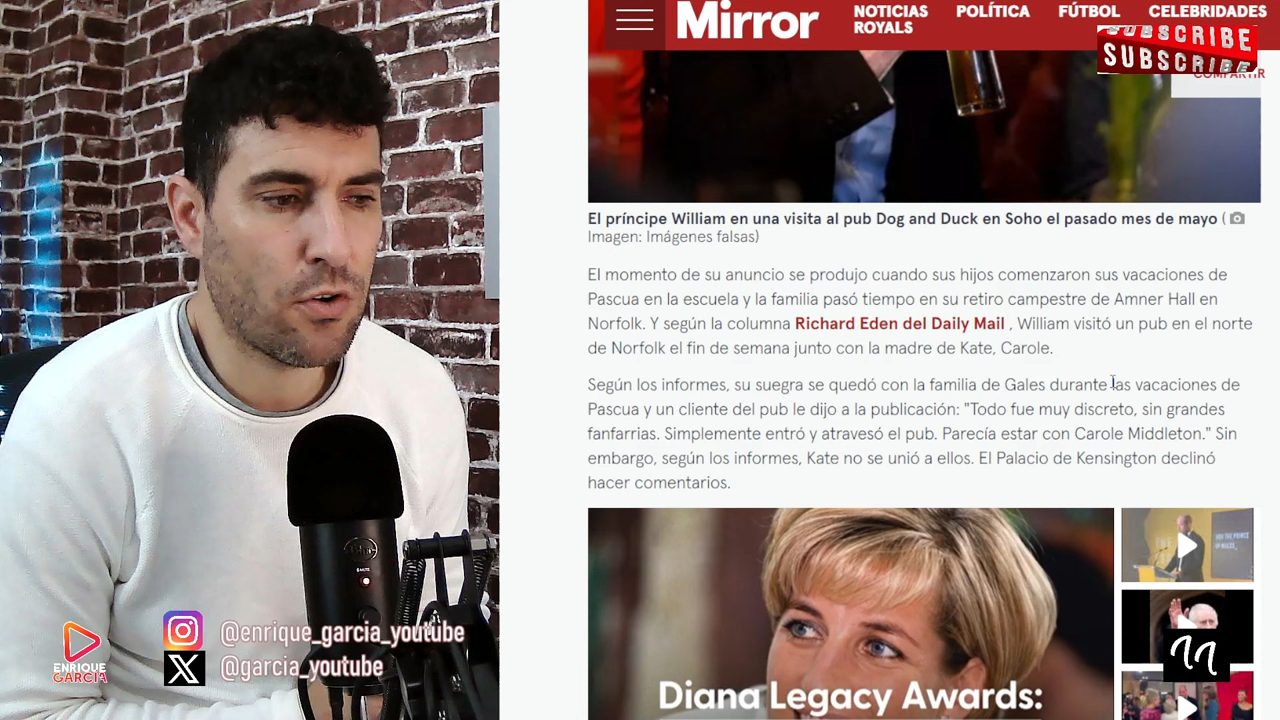 Mirror
NOTICIAS
POLÍTICA
FÚTBOL
CELEBRIDADES
ROYALS
SUBSCRIBE
SUBSCRIBE
COMPARTIR
El príncipe William en una visita al pub Dog and Duck en Soho el pasado mes de mayo (
Imagen: Imágenes falsas)
El momento de su anuncio se produjo cuando sus hijos comenzaron sus vacaciones de
Pascua en la escuela y la familia pasó tiempo en su retiro campestre de Amner Hall en
Norfolk. Y según la columna Richard Eden del Daily Mail , William visitó un pub en el norte
de Norfolk el fin de semana junto con la madre de Kate, Carole.
Según los informes, su suegra se quedó con la familia de Gales durante las vacaciones de
Pascua y un cliente del pub le dijo a la publicación: "Todo fue muy discreto, sin grandes
fanfarrias. Simplemente entró y atravesó el pub. Parecía estar con Carole Middleton." Sin
embargo, según los informes, Kate no se unió a ellos. El Palacio de Kensington declinó
hacer comentarios.
Diana Legacy Awards:
ENRIQUE
GARCIA
@enrique_garcia_youtube
@garcia_youtube